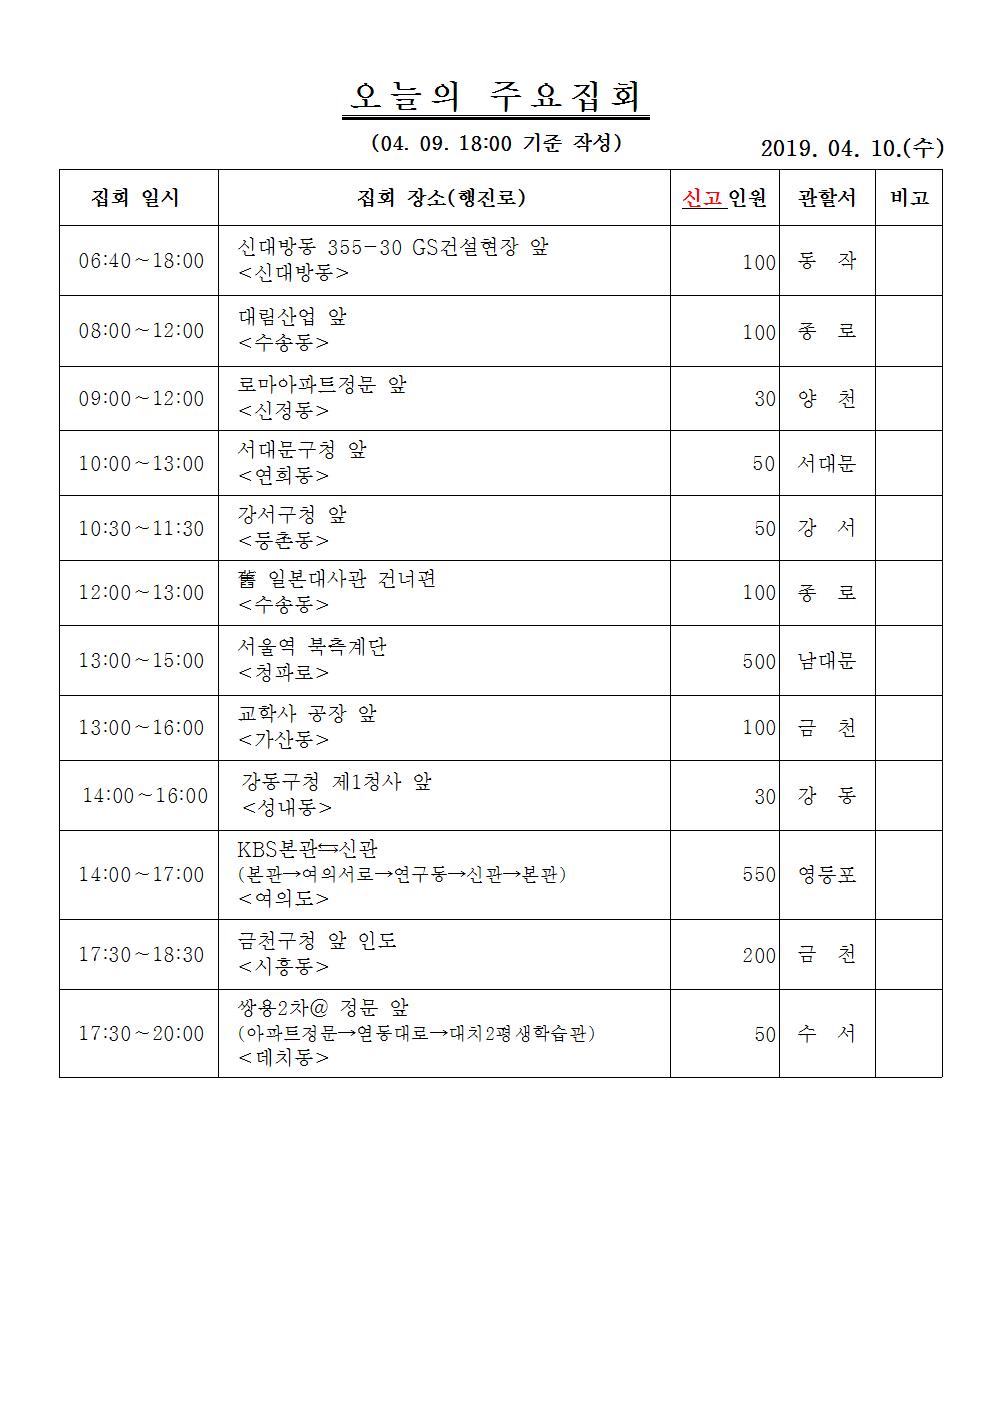 오늘의 주요집회
(04. 09. 18:00 기준 작성)
2019. 04. 10.(수)
집회 일시 집회 장소(행진로) 신고인원 관할서 비고
06:40~18:00 신대방동 355-30 GS건설현장 앞
<신대방동> 100 동 작
08:00~12:00 대림산업 앞
<수송동> 100 종 로
09:00~12:00 로마아파트정문 앞
<신정동> 30 양 천
10:00~13:00 서대문구청 앞
<연희동> 50 서대문
10:30~11:30 강서구청 앞
<등촌동> 50 강 서
12:00~13:00 舊 일본대사관 건너편
<수송동> 100 종 로
13:00~15:00 서울역 북측계단
<청파로> 500 남대문
13:00~16:00 교학사 공장 앞
<가산동> 100 금 천
14:00~16:00 강동구청 제1청사 앞
<성내동> 30 강 동
14:00~17:00 KBS본관⇆신관
(본관→여의서로→연구동→신관→본관)
<여의도> 550 영등포
17:30~18:30 금천구청 앞 인도
<시흥동> 200 금 천
17:30~20:00 쌍용2차@ 정문 앞
(아파트정문→열동대로→대치2평생학습관)
<데치동> 50 수 서